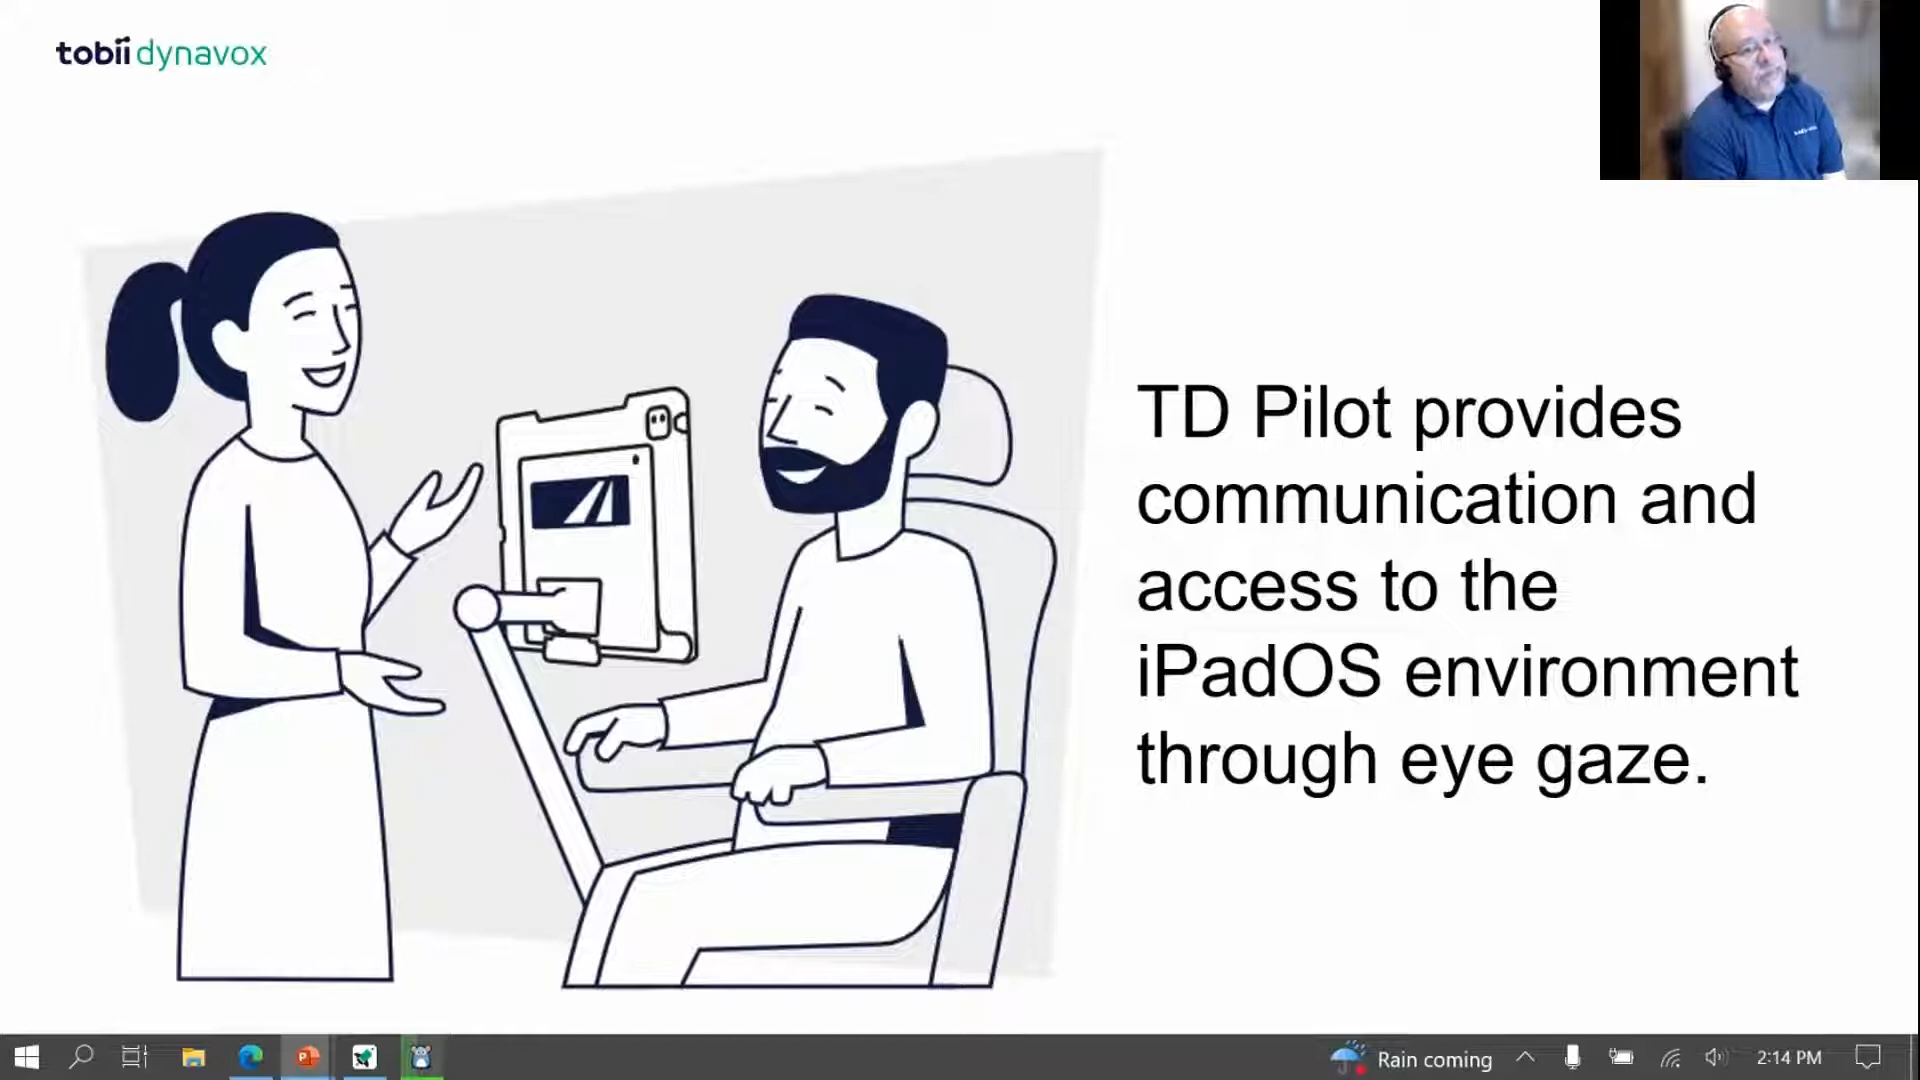 tobii dynavox
TD Pilot provides
communication and
access to the
iPadOS environment
through eye gaze.
Rain coming
2:14 PM